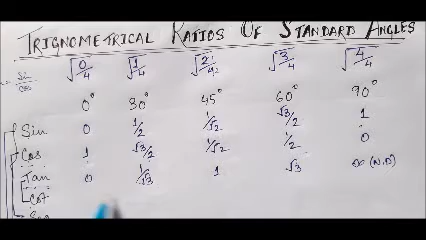 TRIGNOMETRICAL RATIOS OF STANDARD ANGLES
Sin/Cos √0/4 √1/4 √2/4 √3/4 √4/4
0° 30° 45° 60° 90°
Sin 0 1/2 1/√2 √3/2 1
Cos 1 √3/2 1/√2 1/2 0
Tan 0 1/√3 1 √3 ∞ (N.D)
Cot